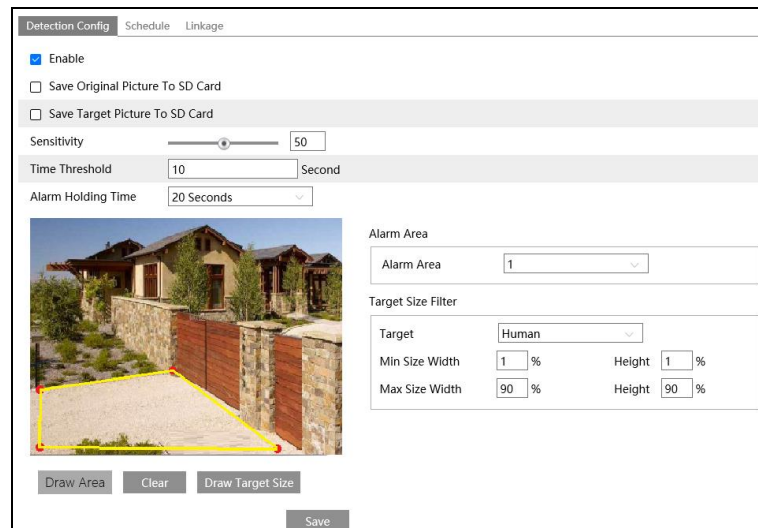 Detection Config Schedule Linkage
Enable
Save Original Picture To SD Card
Save Target Picture To SD Card
Sensitivity 50
Time Threshold 10 Second
Alarm Holding Time 20 Seconds
Alarm Area
Alarm Area 1
Target Size Filter
Target Human
Min Size Width 1 % Height 1 %
Max Size Width 90 % Height 90 %
Draw Area Clear Draw Target Size
Save